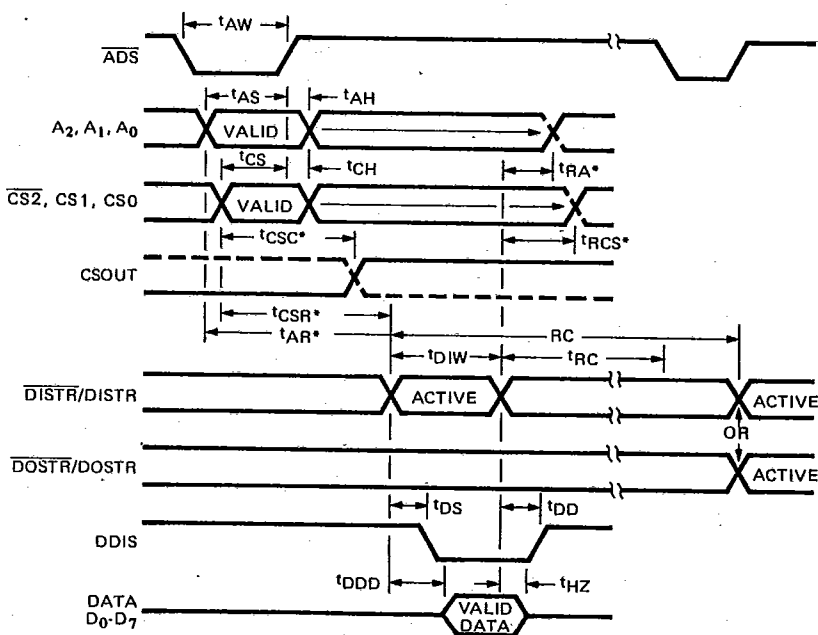 tAW
ADS
tAS tAH
A2, A1, A0 VALID
tCS tCH tRA*
CS2, CS1, CS0 VALID
tCSC* tRCS*
CSOUT
tCSR*
tAR* RC
tDIW tRC
DISTR/DISTR ACTIVE ACTIVE
OR
DOSTR/DOSTR ACTIVE
tDS tDD
DDIS
tDDD tHZ
DATA VALID
D0-D7 DATA